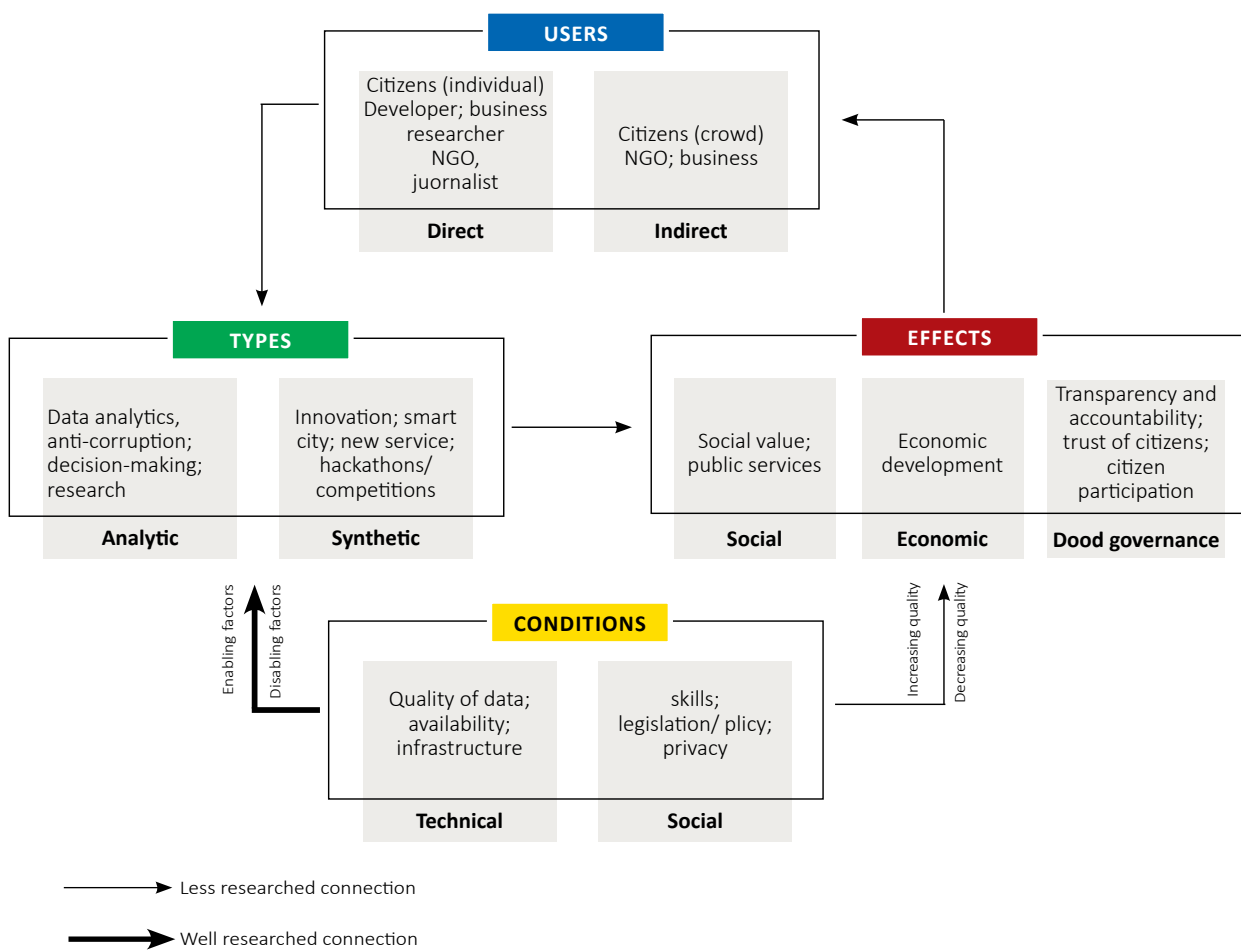 USERS
Citizens (individual)
Developer; business
researcher
NGO,
juornalist
Direct
Citizens (crowd)
NGO; business
Indirect
TYPES
Data analytics,
anti-corruption;
decision-making;
research
Analytic
Innovation; smart
city; new service;
hackathons/
competitions
Synthetic
EFFECTS
Social value;
public services
Social
Economic
development
Economic
Transparency and
accountability;
trust of citizens;
citizen
participation
Dood governance
Enabling factors
Disabling factors
CONDITIONS
Quality of data;
availability;
infrastructure
Technical
skills;
legislation/ plicy;
privacy
Social
Increasing quality
Decreasing quality
Less researched connection
Well researched connection